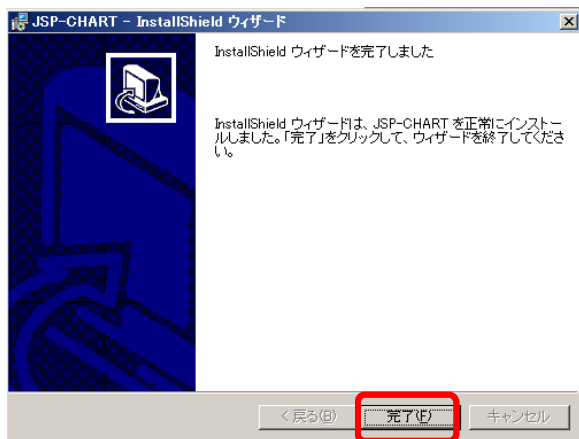 JSP-CHART - InstallShield ウィザード
InstallShield ウィザードを完了しました
InstallShield ウィザードは、JSP-CHART を正常にインストー
ルしました。「完了」をクリックして、ウィザードを終了してくださ
い。
< 戻る(B)
完了(F)
キャンセル